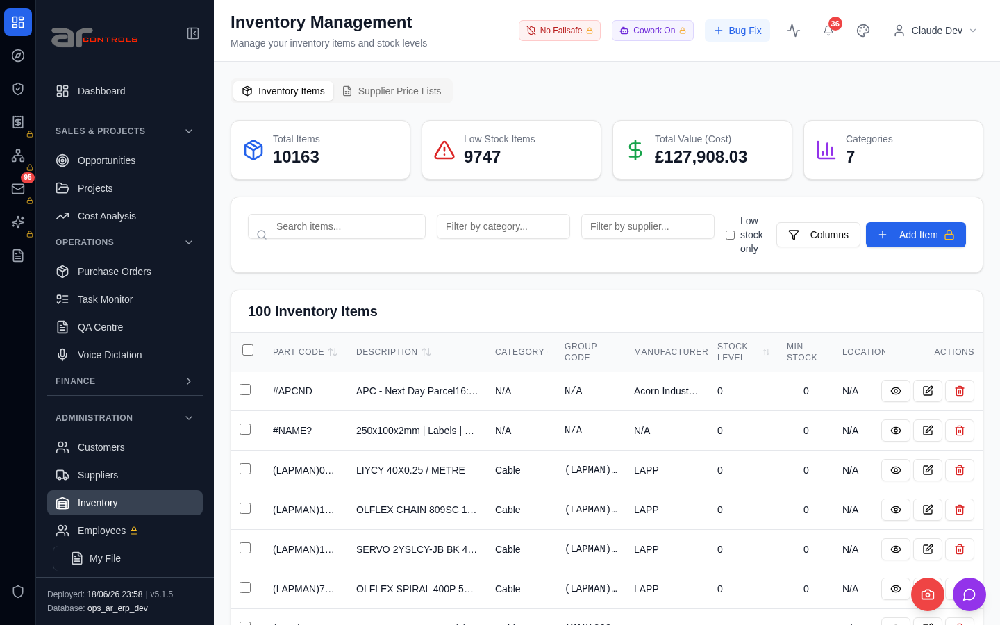 ar CONTROLS
Dashboard
SALES & PROJECTS
Opportunities
Projects
Cost Analysis
OPERATIONS
Purchase Orders
Task Monitor
QA Centre
Voice Dictation
FINANCE
ADMINISTRATION
Customers
Suppliers
Inventory
Employees
My File
Deployed: 18/06/26 23:58 | v5.1.5
Database: ops_ar_erp_dev
95
Inventory Management
Manage your inventory items and stock levels
No Failsafe
Cowork On
Bug Fix
36
Claude Dev
Inventory Items
Supplier Price Lists
Total Items
10163
Low Stock Items
9747
Total Value (Cost)
£127,908.03
Categories
7
Search items...
Filter by category...
Filter by supplier...
Low
stock
only
Columns
Add Item
100 Inventory Items
PART CODE DESCRIPTION CATEGORY GROUP CODE MANUFACTURER STOCK LEVEL MIN STOCK LOCATION ACTIONS
#APCND APC - Next Day Parcel16:... N/A N/A Acorn Indust... 0 0 N/A
#NAME? 250x100x2mm | Labels | ... N/A N/A N/A 0 0 N/A
(LAPMAN)0... LIYCY 40X0.25 / METRE Cable (LAPMAN)... LAPP 0 0 N/A
(LAPMAN)1... OLFLEX CHAIN 809SC 1... Cable (LAPMAN)... LAPP 0 0 N/A
(LAPMAN)1... SERVO 2YSLCY-JB BK 4... Cable (LAPMAN)... LAPP 0 0 N/A
(LAPMAN)7... OLFLEX SPIRAL 400P 5... Cable (LAPMAN)... LAPP 0 0 N/A